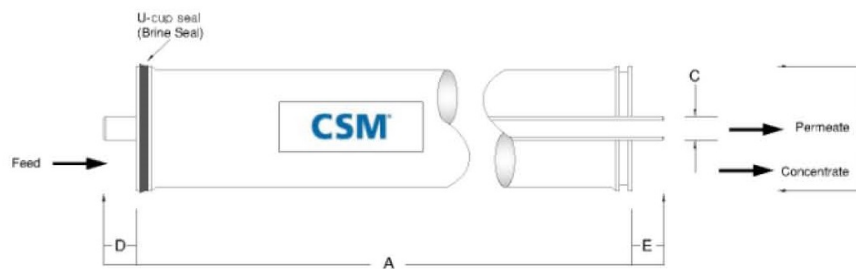 U-cup seal
(Brine Seal)
C
CSM
Permeate
Feed
Concentrate
D
E
A